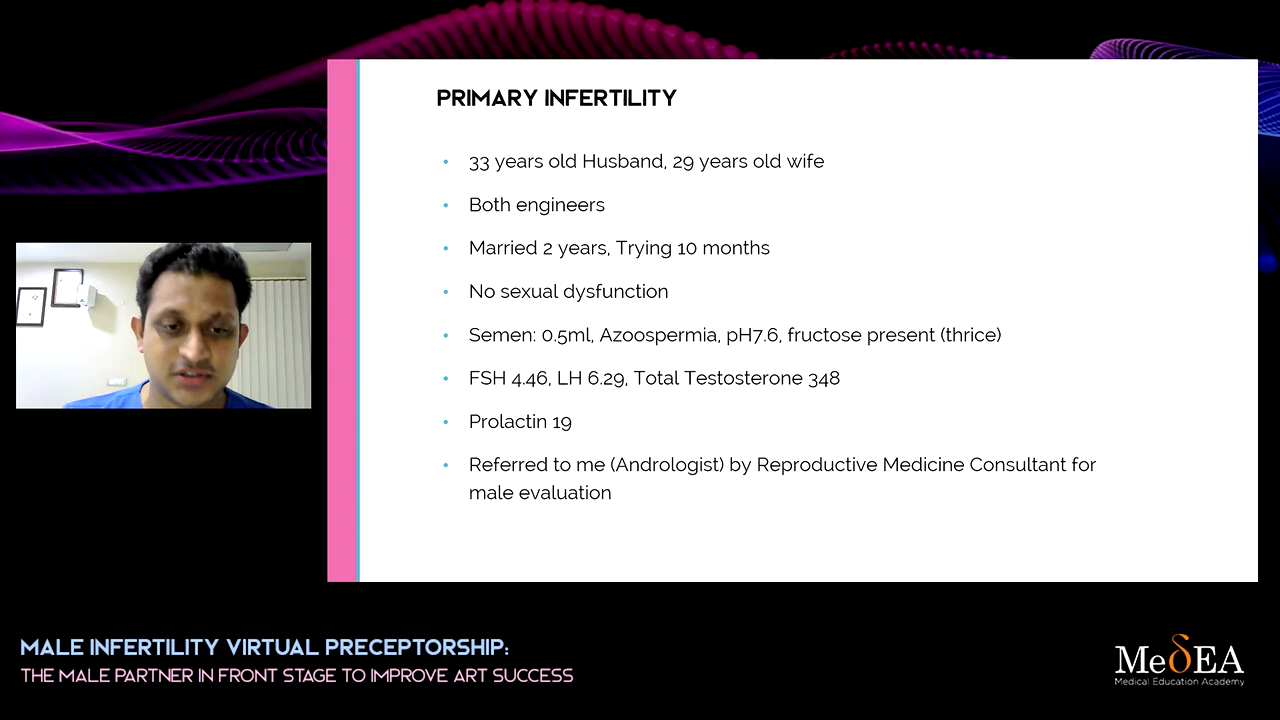 PRIMARY INFERTILITY
• 33 years old Husband, 29 years old wife
• Both engineers
• Married 2 years, Trying 10 months
• No sexual dysfunction
• Semen: 0.5ml, Azoospermia, pH7.6, fructose present (thrice)
• FSH 4.46, LH 6.29, Total Testosterone 348
• Prolactin 19
• Referred to me (Andrologist) by Reproductive Medicine Consultant for
male evaluation
MALE INFERTILITY VIRTUAL PRECEPTORSHIP:
THE MALE PARTNER IN FRONT STAGE TO IMPROVE ART SUCCESS
MeδEA
Medical Education Academy